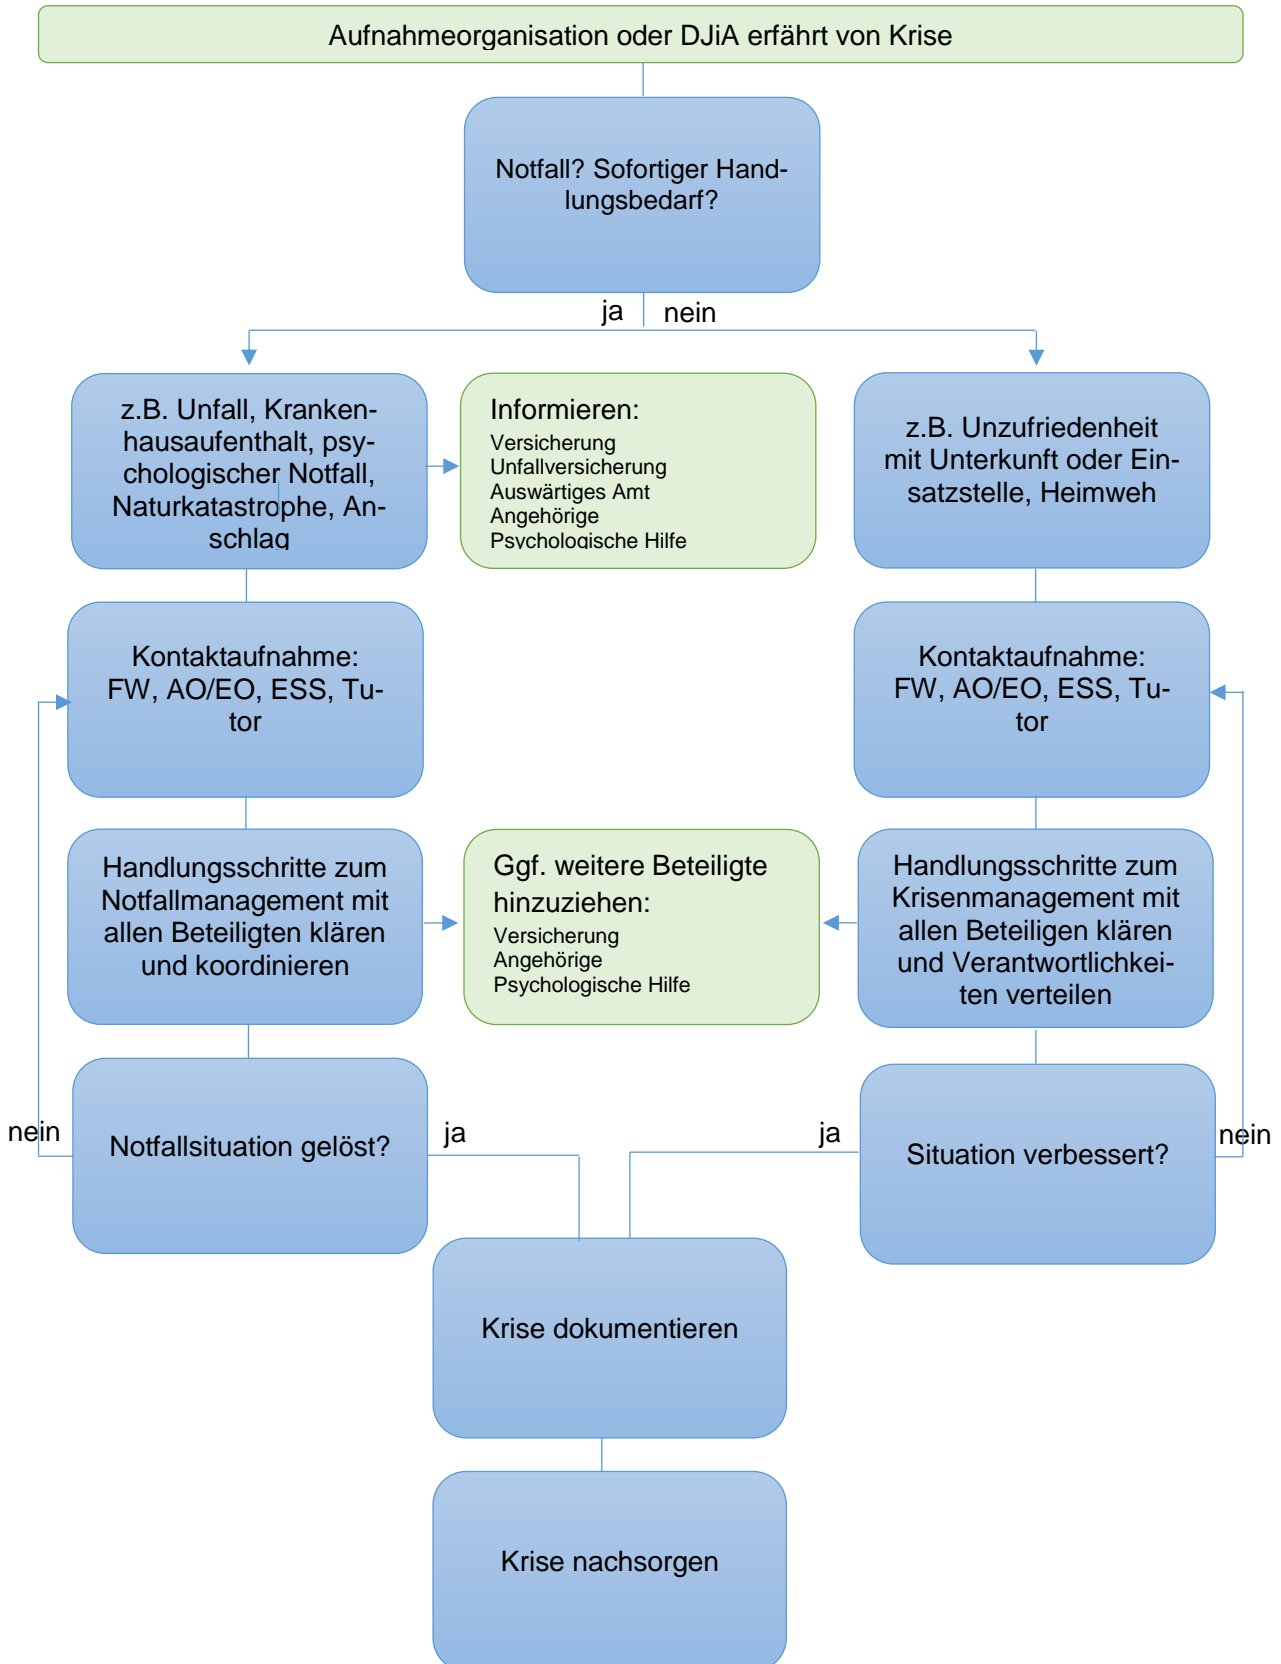 Aufnahmeorganisation oder DJiA erfährt von Krise
Notfall? Sofortiger Hand-
lungsbedarf?
ja
nein
z.B. Unfall, Kranken-
hausaufenthalt, psy-
chologischer Notfall,
Naturkatastrophe, An-
schlag
Informieren:
Versicherung
Unfallversicherung
Auswärtiges Amt
Angehörige
Psychologische Hilfe
z.B. Unzufriedenheit
mit Unterkunft oder Ein-
satzstelle, Heimweh
Kontaktaufnahme:
FW, AO/EO, ESS, Tu-
tor
Kontaktaufnahme:
FW, AO/EO, ESS, Tu-
tor
Handlungsschritte zum
Notfallmanagement mit
allen Beteiligten klären
und koordinieren
Ggf. weitere Beteiligte
hinzuziehen:
Versicherung
Angehörige
Psychologische Hilfe
Handlungsschritte zum
Krisenmanagement mit
allen Beteiligen klären
und Verantwortlichkei-
ten verteilen
nein
Notfallsituation gelöst?
ja
ja
Situation verbessert?
nein
Krise dokumentieren
Krise nachsorgen